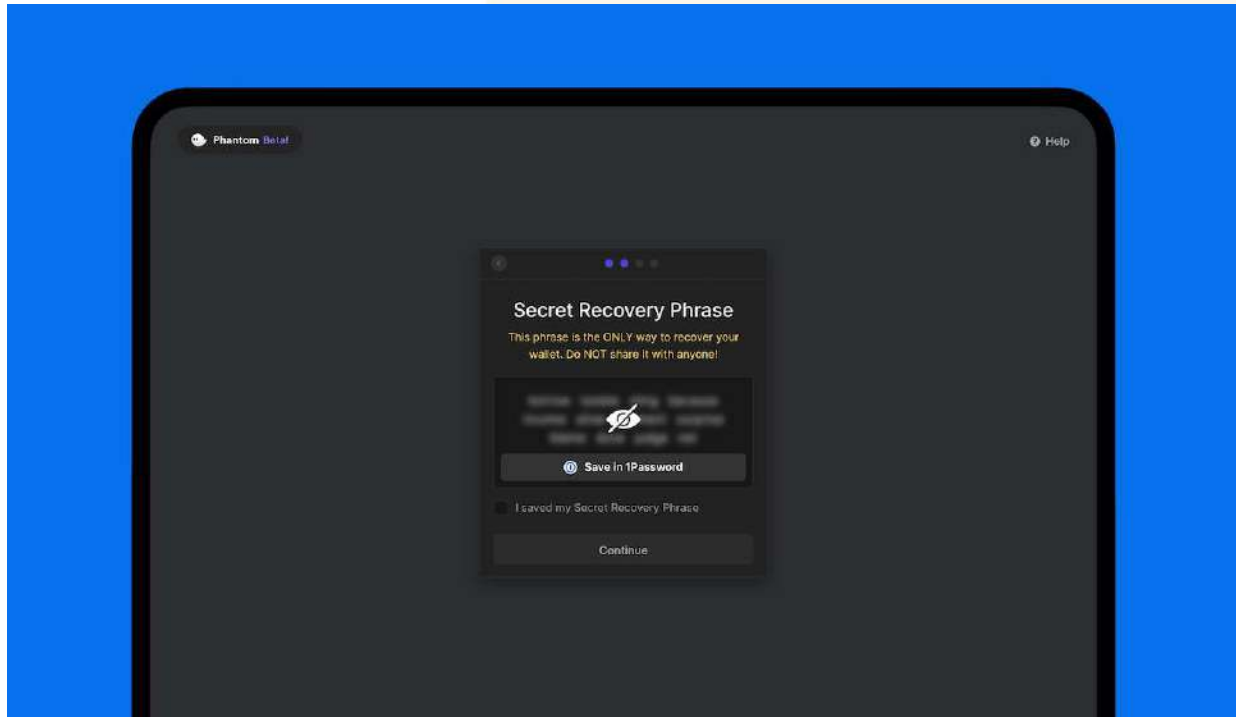 Phantom Beta!
Help
Secret Recovery Phrase
This phrase is the ONLY way to recover your
wallet. Do NOT share it with anyone!
Save in 1Password
I saved my Secret Recovery Phrase
Continue